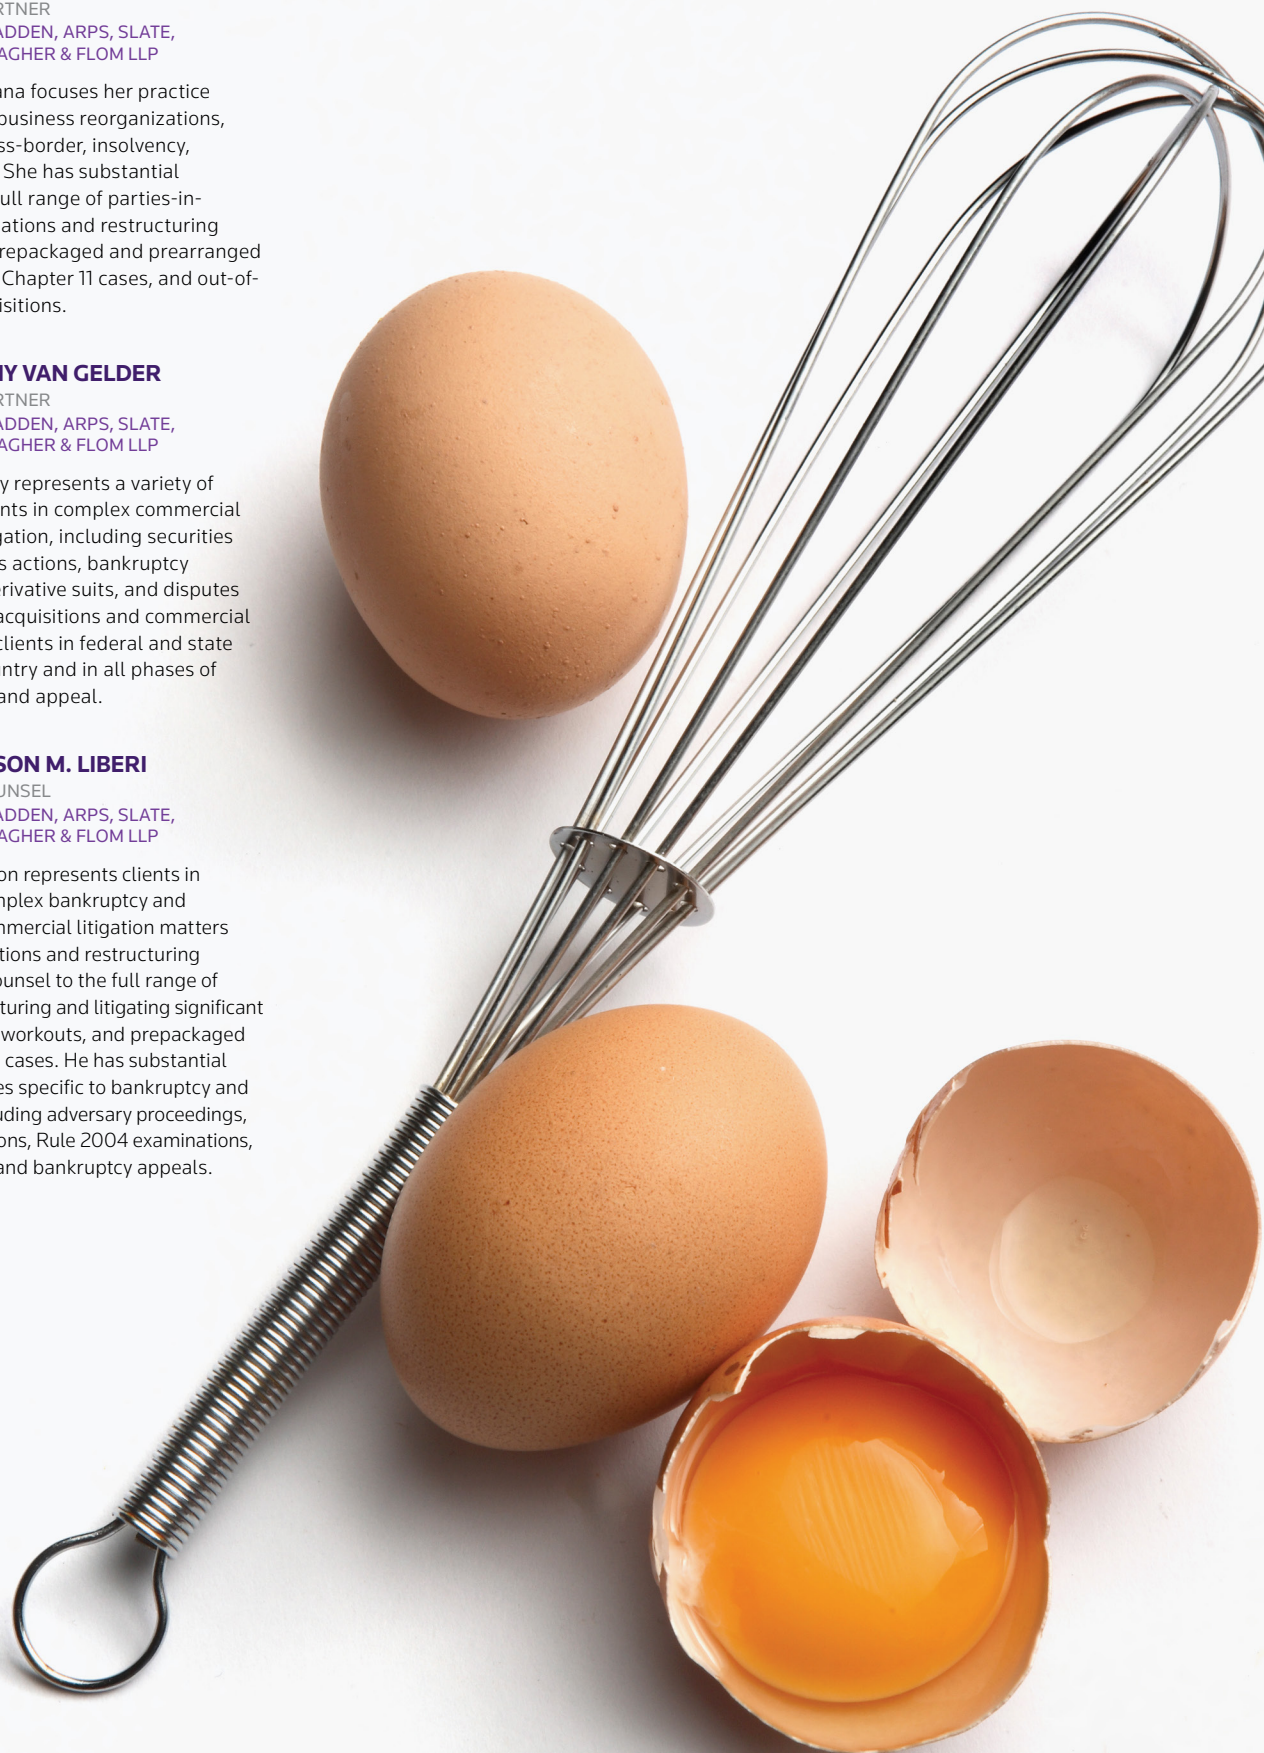 RTNER
ADDEN, ARPS, SLATE,
AGHER & FLOM LLP
ana focuses her practice
business reorganizations,
ss-border, insolvency,
She has substantial
ull range of parties-in-
ations and restructuring
repackaged and prearranged
Chapter 11 cases, and out-of-
isitions.
NY VAN GELDER
RTNER
ADDEN, ARPS, SLATE,
AGHER & FLOM LLP
y represents a variety of
nts in complex commercial
gation, including securities
s actions, bankruptcy
erivative suits, and disputes
acquisitions and commercial
clients in federal and state
untry and in all phases of
and appeal.
SON M. LIBERI
UNSEL
ADDEN, ARPS, SLATE,
AGHER & FLOM LLP
on represents clients in
mplex bankruptcy and
mmercial litigation matters
tions and restructuring
ounsel to the full range of
turing and litigating significant
workouts, and prepackaged
cases. He has substantial
es specific to bankruptcy and
uding adversary proceedings,
ons, Rule 2004 examinations,
and bankruptcy appeals.